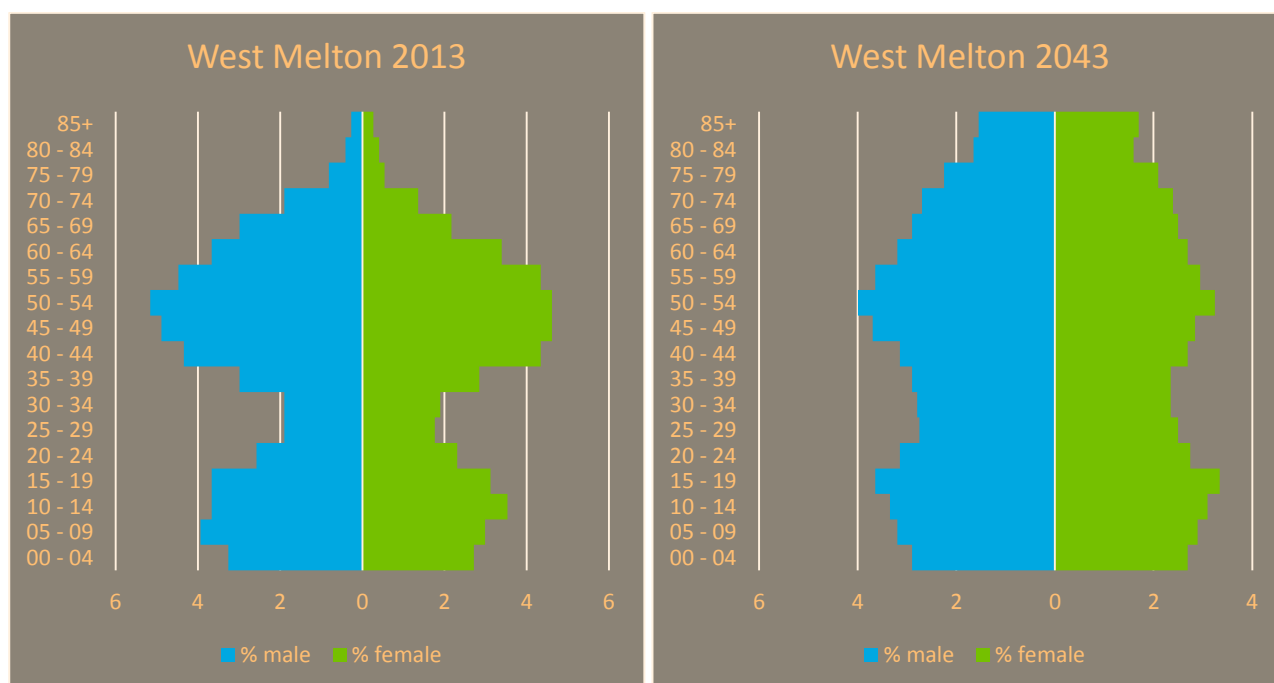 West Melton 2013
85+
80 - 84
75 - 79
70 - 74
65 - 69
60 - 64
55 - 59
50 - 54
45 - 49
40 - 44
35 - 39
30 - 34
25 - 29
20 - 24
15 - 19
10 - 14
05 - 09
00 - 04
6 4 2 0 2 4 6
% male % female
West Melton 2043
85+
80 - 84
75 - 79
70 - 74
65 - 69
60 - 64
55 - 59
50 - 54
45 - 49
40 - 44
35 - 39
30 - 34
25 - 29
20 - 24
15 - 19
10 - 14
05 - 09
00 - 04
6 4 2 0 2 4
% male % female